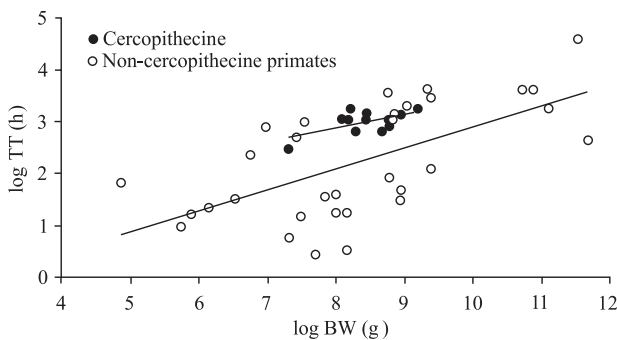 5
● Cercopithecine
○ Non-cercopithecine primates
4
3
log TT (h)
2
1
0
4 5 6 7 8 9 10 11 12
log BW (g)